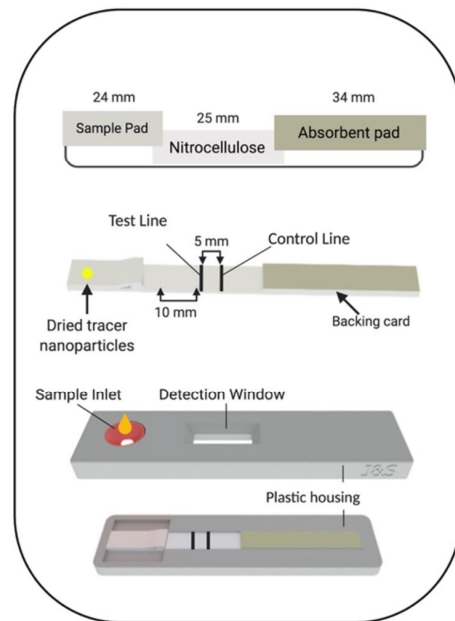 24 mm
25 mm
34 mm
Sample Pad
Nitrocellulose
Absorbent pad
Test Line
5 mm
Control Line
10 mm
Dried tracer
nanoparticles
Backing card
Sample Inlet
Detection Window
J&S
Plastic housing